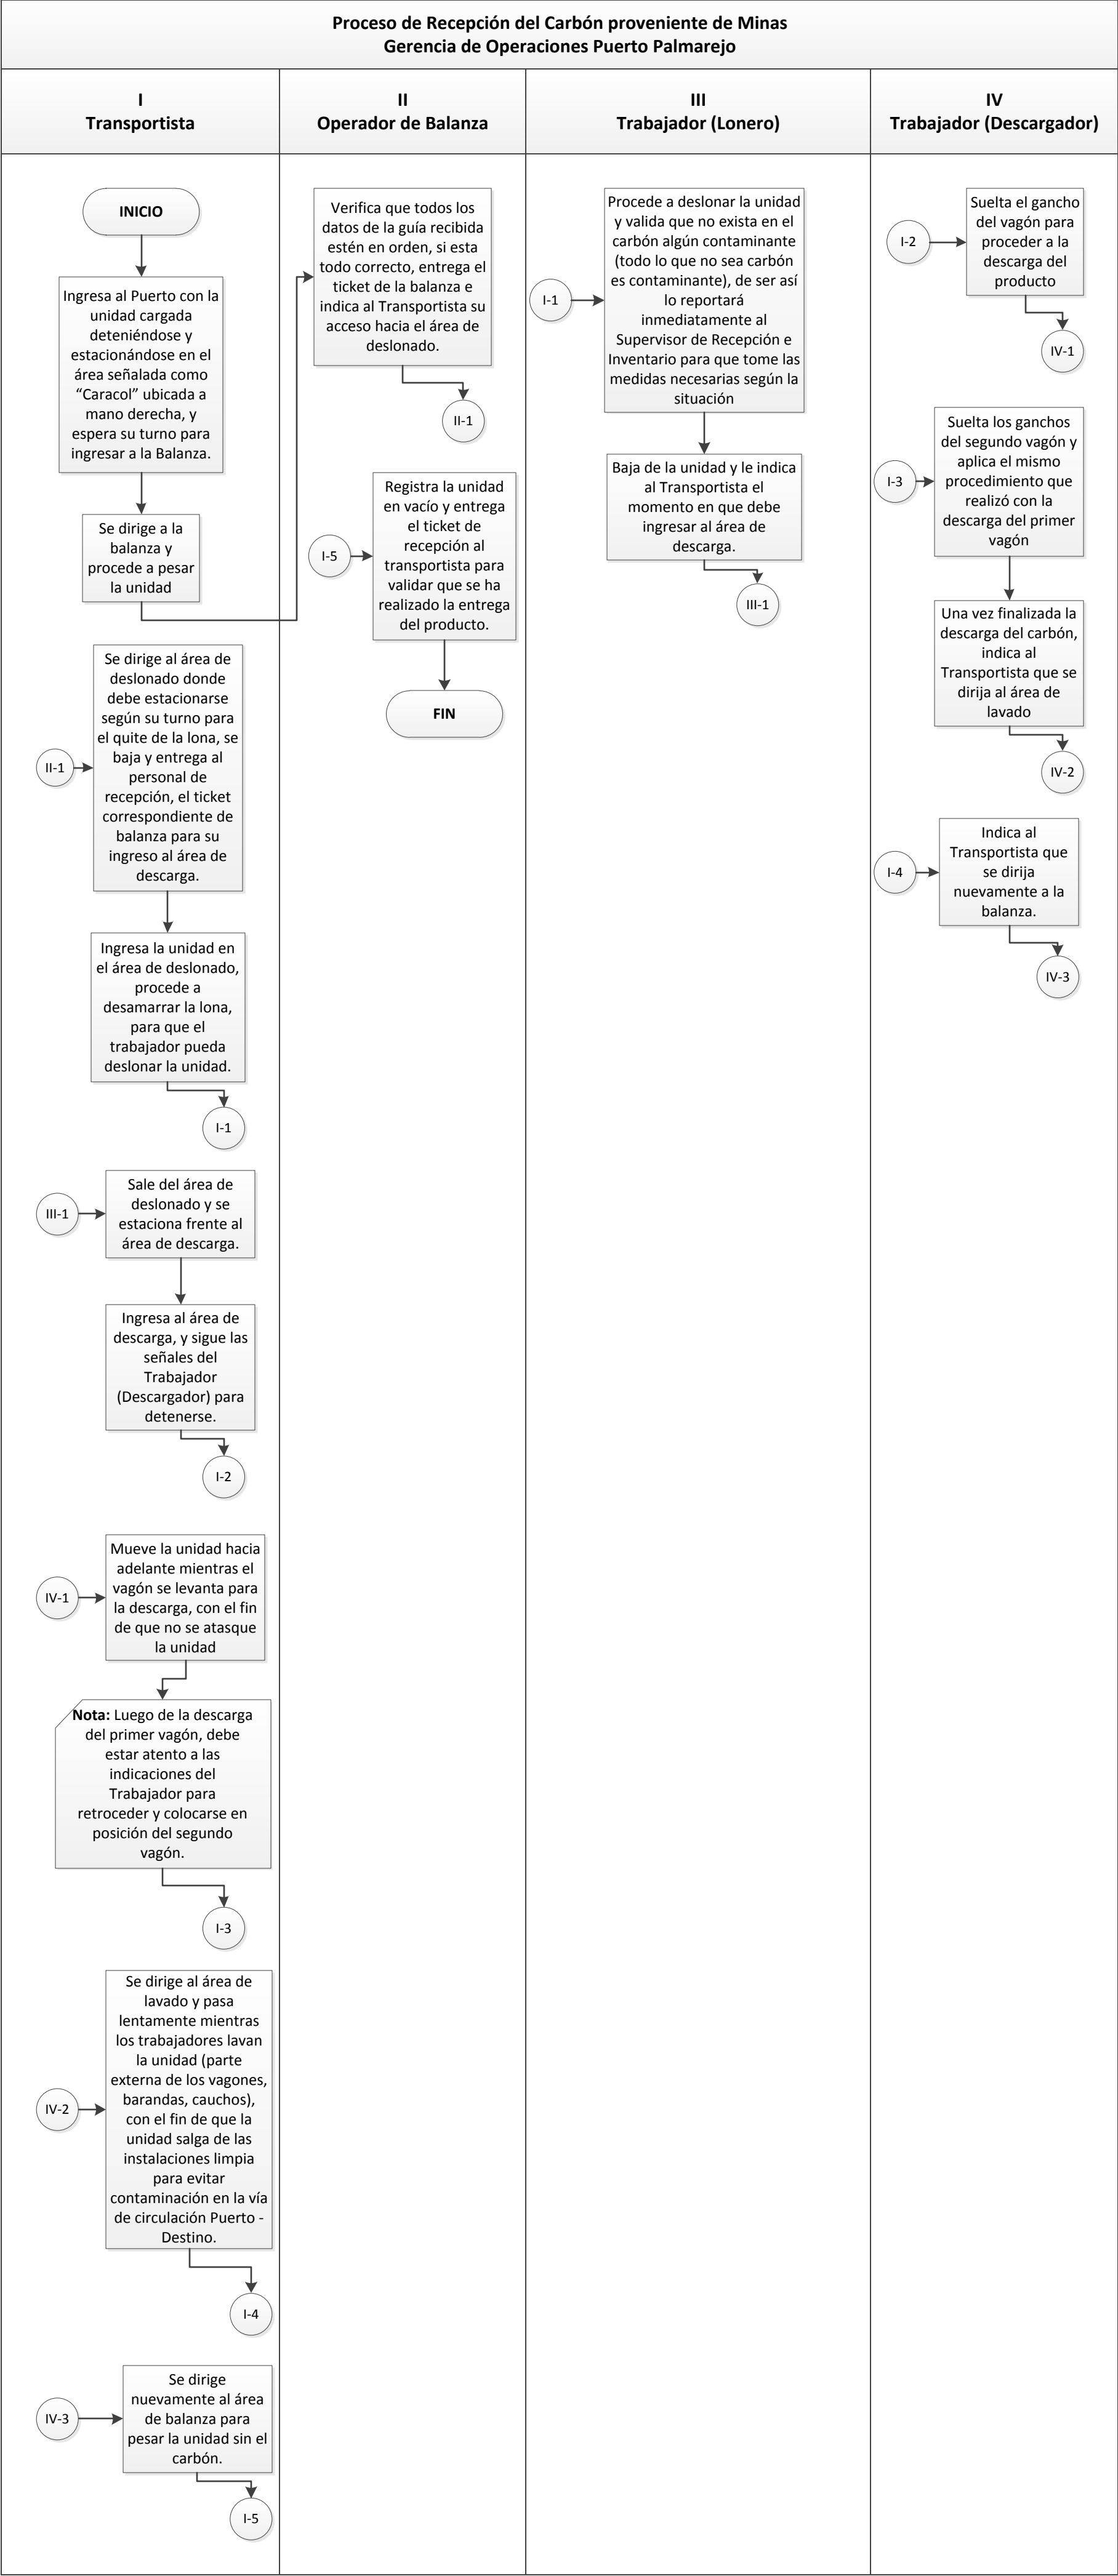 Proceso de Recepción del Carbón proveniente de Minas
Gerencia de Operaciones Puerto Palmarejo
I
Transportista
II
Operador de Balanza
III
Trabajador (Lonero)
IV
Trabajador (Descargador)
INICIO
Ingresa al Puerto con la
unidad cargada
deteniéndose y
estacionándose en el
área señalada como
“Caracol” ubicada a
mano derecha, y
espera su turno para
ingresar a la Balanza.
Se dirige a la
balanza y
procede a pesar
la unidad
II-1
Se dirige al área de
deslonado donde
debe estacionarse
según su turno para
el quite de la lona, se
baja y entrega al
personal de
recepción, el ticket
correspondiente de
balanza para su
ingreso al área de
descarga.
Ingresa la unidad en
el área de deslonado,
procede a
desamarrar la lona,
para que el
trabajador pueda
deslonar la unidad.
I-1
III-1
Sale del área de
deslonado y se
estaciona frente al
área de descarga.
Ingresa al área de
descarga, y sigue las
señales del
Trabajador
(Descargador) para
detenerse.
I-2
IV-1
Mueve la unidad hacia
adelante mientras el
vagón se levanta para
la descarga, con el fin
de que no se atasque
la unidad
Nota: Luego de la descarga
del primer vagón, debe
estar atento a las
indicaciones del
Trabajador para
retroceder y colocarse en
posición del segundo
vagón.
I-3
IV-2
Se dirige al área de
lavado y pasa
lentamente mientras
los trabajadores lavan
la unidad (parte
externa de los vagones,
barandas, cauchos),
con el fin de que la
unidad salga de las
instalaciones limpia
para evitar
contaminación en la vía
de circulación Puerto -
Destino.
I-4
IV-3
Se dirige
nuevamente al área
de balanza para
pesar la unidad sin el
carbón.
I-5
Verifica que todos los
datos de la guía recibida
estén en orden, si esta
todo correcto, entrega el
ticket de la balanza e
indica al Transportista su
acceso hacia el área de
deslonado.
II-1
I-5
Registra la unidad
en vacío y entrega
el ticket de
recepción al
transportista para
validar que se ha
realizado la entrega
del producto.
FIN
I-1
Procede a deslonar la unidad
y valida que no exista en el
carbón algún contaminante
(todo lo que no sea carbón
es contaminante), de ser así
lo reportará
inmediatamente al
Supervisor de Recepción e
Inventario para que tome las
medidas necesarias según la
situación
Baja de la unidad y le indica
al Transportista el
momento en que debe
ingresar al área de
descarga.
III-1
I-2
Suelta el gancho
del vagón para
proceder a la
descarga del
producto
IV-1
I-3
Suelta los ganchos
del segundo vagón y
aplica el mismo
procedimiento que
realizó con la
descarga del primer
vagón
Una vez finalizada la
descarga del carbón,
indica al
Transportista que se
dirija al área de
lavado
IV-2
I-4
Indica al
Transportista que
se dirija
nuevamente a la
balanza.
IV-3